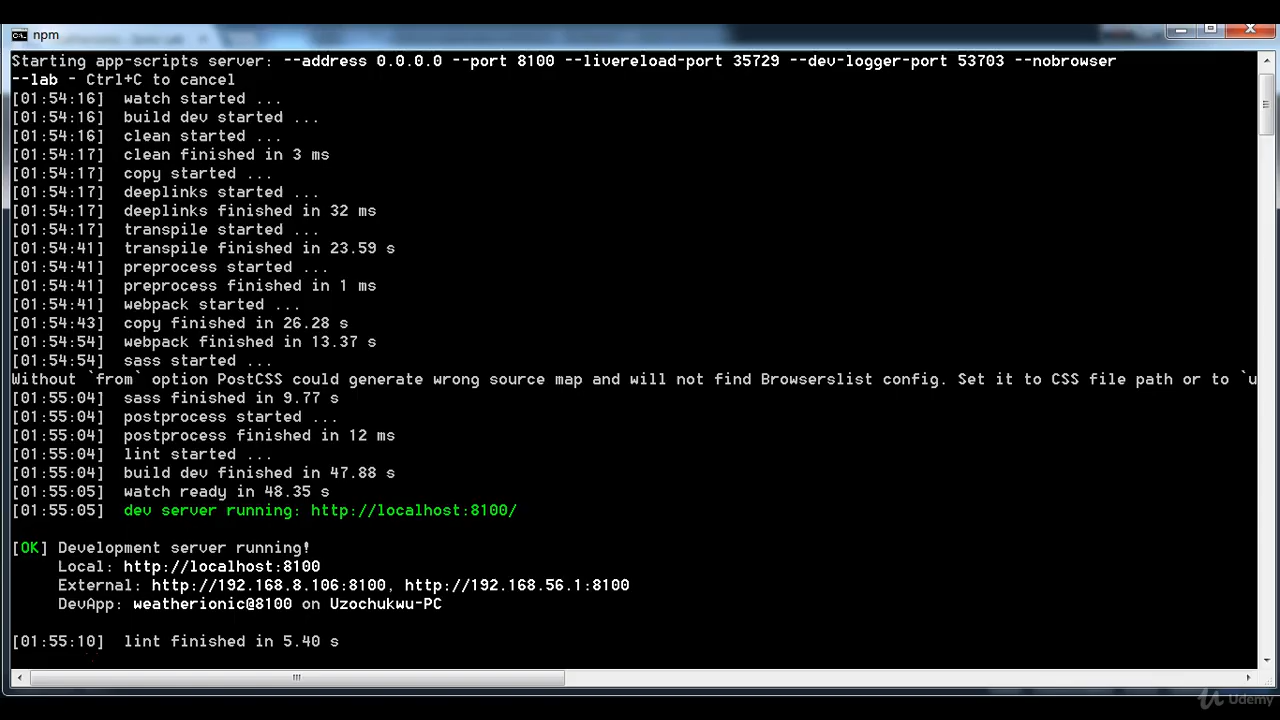 npm
Starting app-scripts server: --address 0.0.0.0 --port 8100 --livereload-port 35729 --dev-logger-port 53703 --nobrowser
--lab - Ctrl+C to cancel
[01:54:16]  watch started ...
[01:54:16]  build dev started ...
[01:54:16]  clean started ...
[01:54:17]  clean finished in 3 ms
[01:54:17]  copy started ...
[01:54:17]  deeplinks started ...
[01:54:17]  deeplinks finished in 32 ms
[01:54:17]  transpile started ...
[01:54:41]  transpile finished in 23.59 s
[01:54:41]  preprocess started ...
[01:54:41]  preprocess finished in 1 ms
[01:54:41]  webpack started ...
[01:54:43]  copy finished in 26.28 s
[01:54:54]  webpack finished in 13.37 s
[01:54:54]  sass started ...
Without `from` option PostCSS could generate wrong source map and will not find Browserslist config. Set it to CSS file path or to `u
[01:55:04]  sass finished in 9.77 s
[01:55:04]  postprocess started ...
[01:55:04]  postprocess finished in 12 ms
[01:55:04]  lint started ...
[01:55:04]  build dev finished in 47.88 s
[01:55:05]  watch ready in 48.35 s
[01:55:05]  dev server running: http://localhost:8100/
[OK] Development server running!
Local: http://localhost:8100
External: http://192.168.8.106:8100, http://192.168.56.1:8100
DevApp: weatherionic@8100 on Uzochukwu-PC
[01:55:10]  lint finished in 5.40 s
Udemy